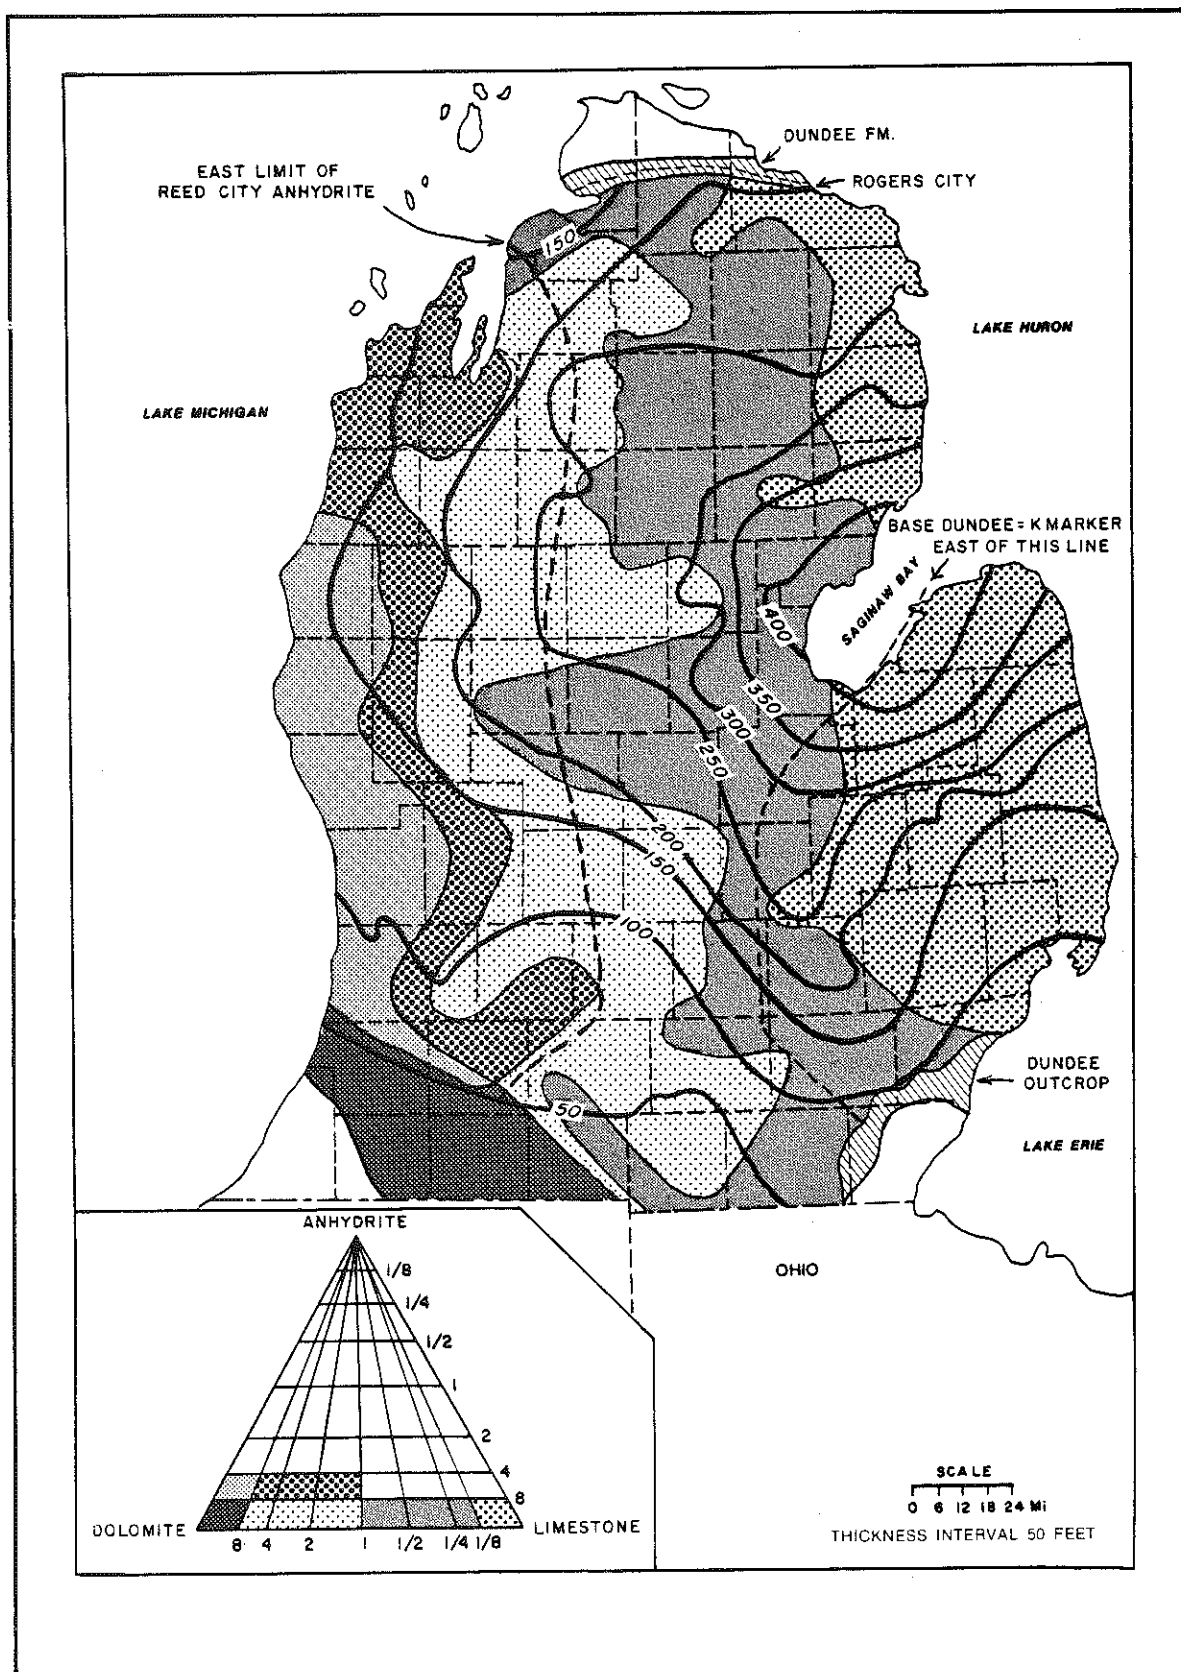 DUNDEE FM.
EAST LIMIT OF
REED CITY ANHYDRITE
ROGERS CITY
150
LAKE HURON
LAKE MICHIGAN
BASE DUNDEE = K MARKER
EAST OF THIS LINE
SAGINAW BAY
400
350
300
250
200
150
100
50
DUNDEE
OUTCROP
LAKE ERIE
OHIO
ANHYDRITE
1/8
1/4
1/2
1
2
4
8
DOLOMITE
LIMESTONE
8 4 2 1 1/2 1/4 1/8
SCALE
0 6 12 18 24 Mi
THICKNESS INTERVAL 50 FEET